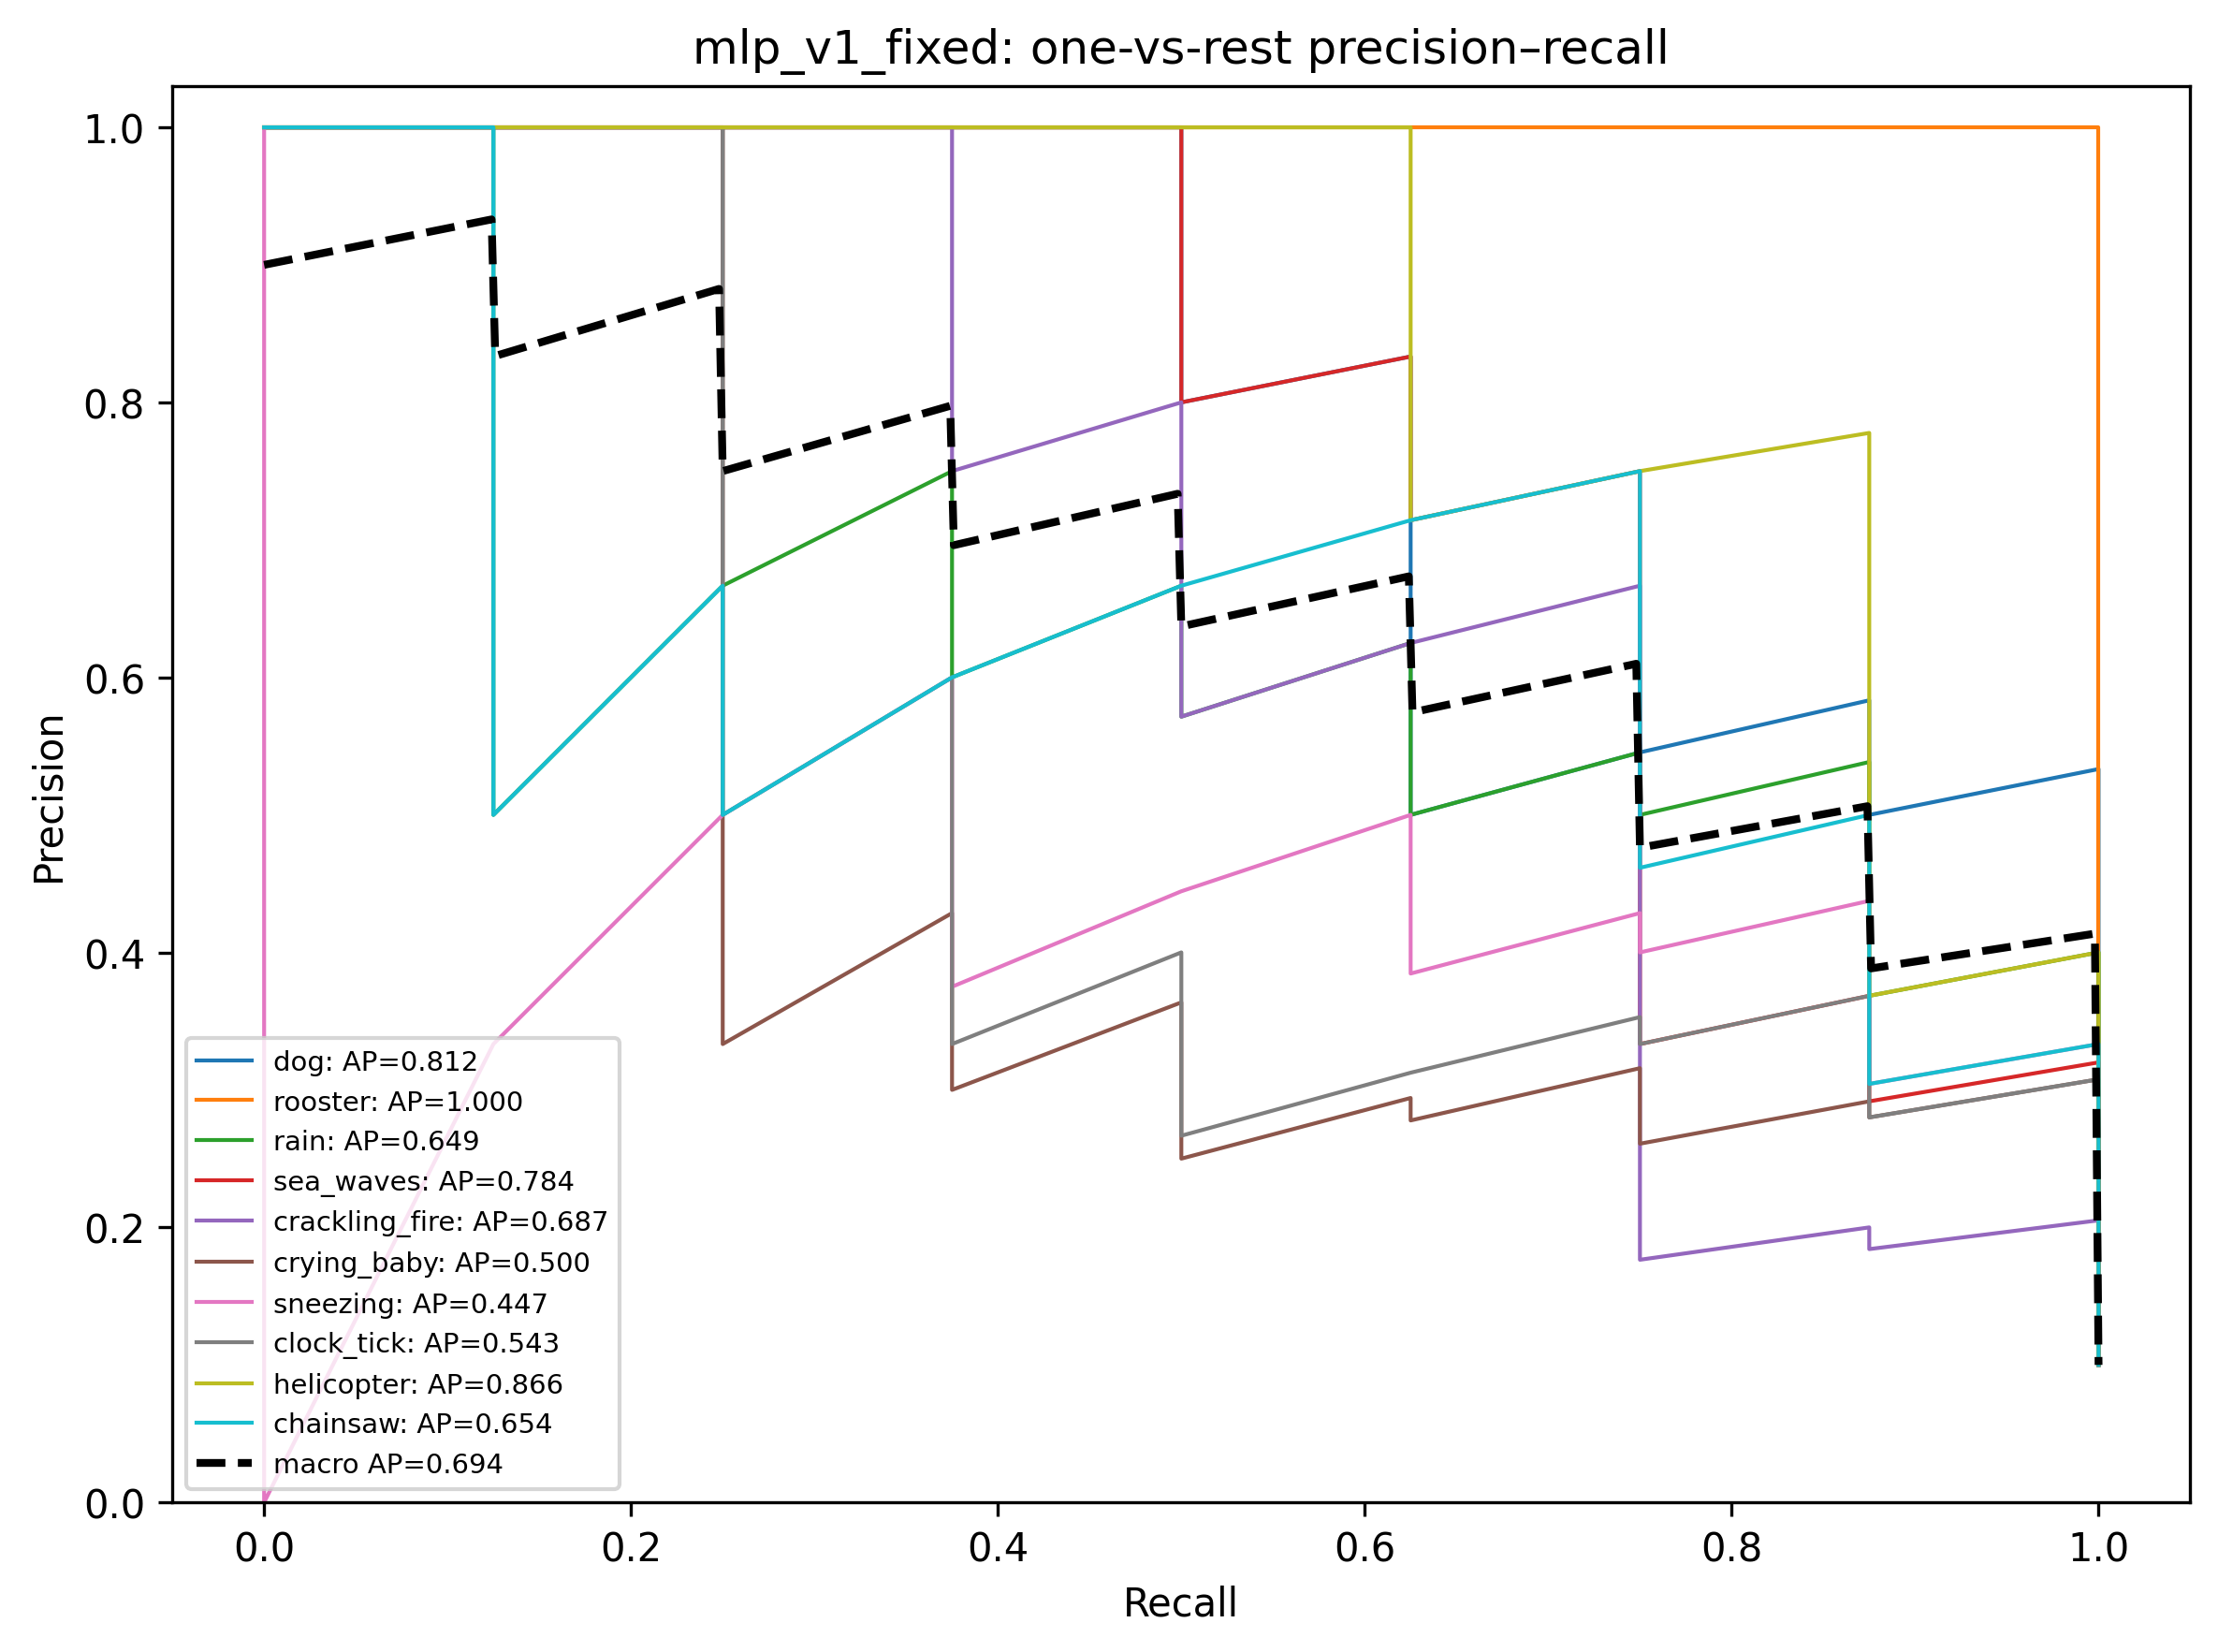 mlp_v1_fixed: one-vs-rest precision–recall
Precision
1.0
0.8
0.6
0.4
0.2
0.0
dog: AP=0.812
rooster: AP=1.000
rain: AP=0.649
sea_waves: AP=0.784
crackling_fire: AP=0.687
crying_baby: AP=0.500
sneezing: AP=0.447
clock_tick: AP=0.543
helicopter: AP=0.866
chainsaw: AP=0.654
macro AP=0.694
0.0 0.2 0.4 0.6 0.8 1.0
Recall